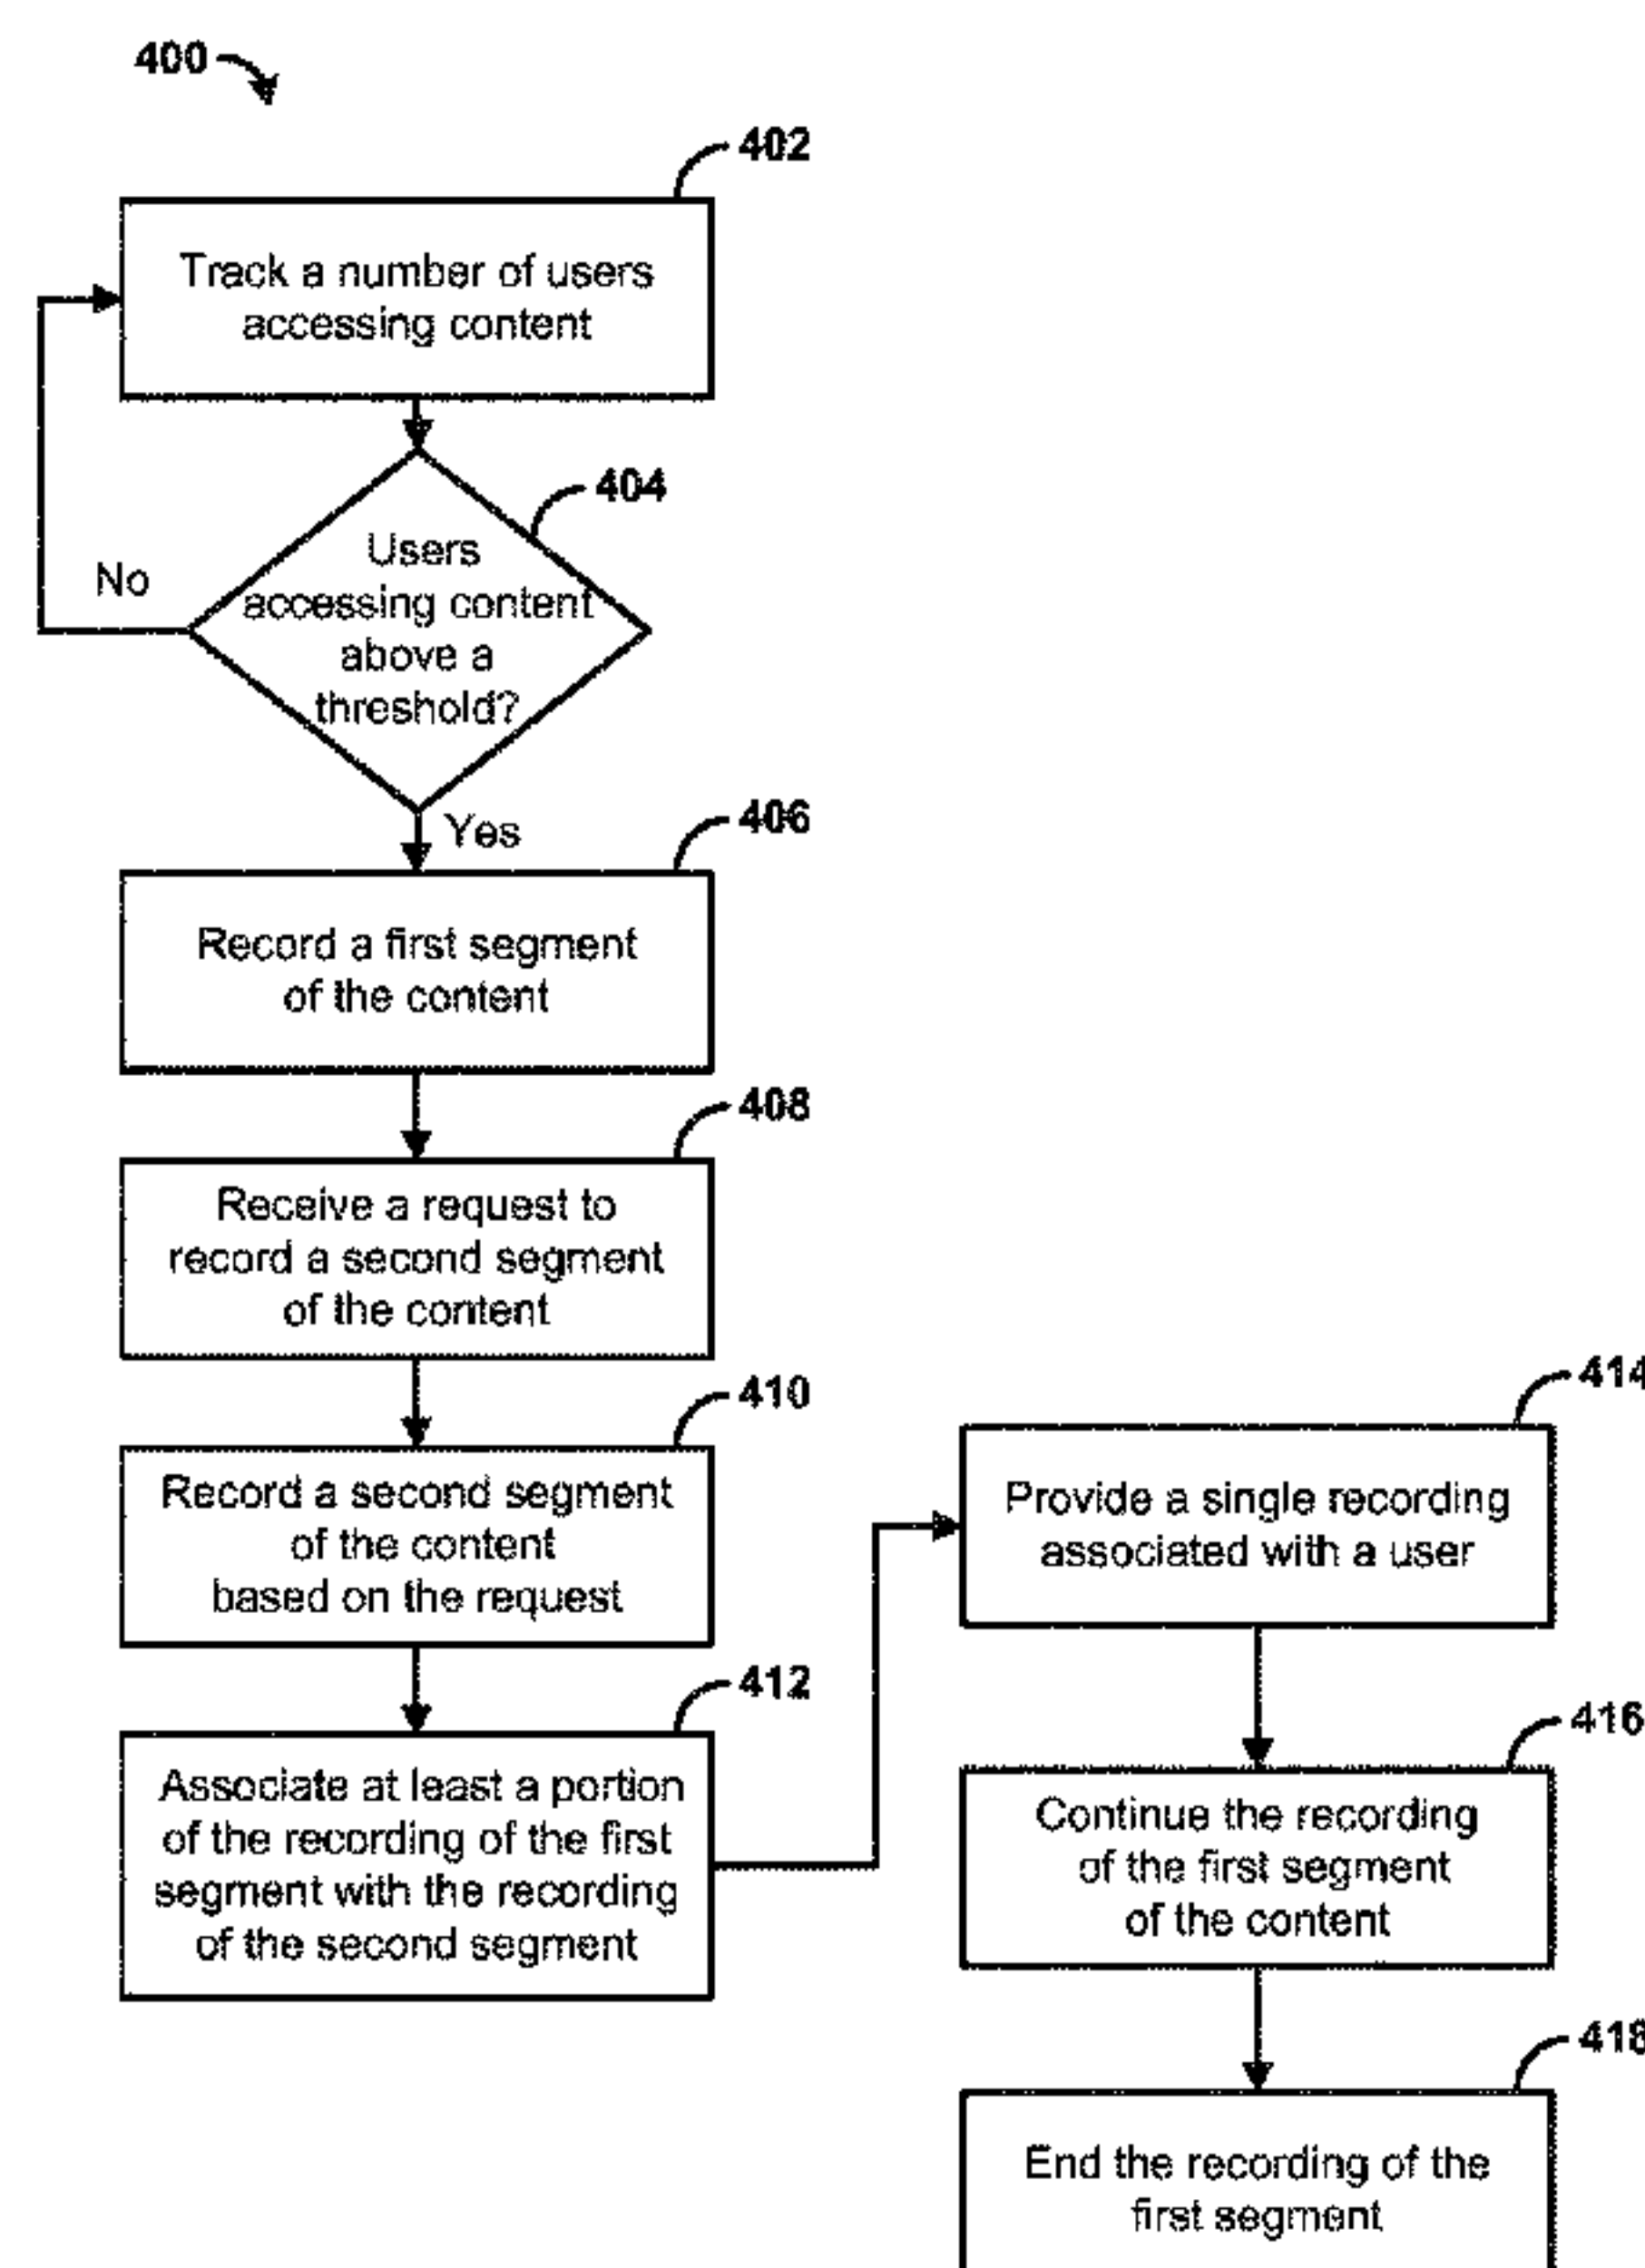 400
402
Track a number of users
accessing content
404
Users
accessing content
above a
threshold?
No
Yes
406
Record a first segment
of the content
408
Receive a request to
record a second segment
of the content
410
Record a second segment
of the content
based on the request
412
Associate at least a portion
of the recording of the first
segment with the recording
of the second segment
414
Provide a single recording
associated with a user
416
Continue the recording
of the first segment
of the content
418
End the recording of the
first segment